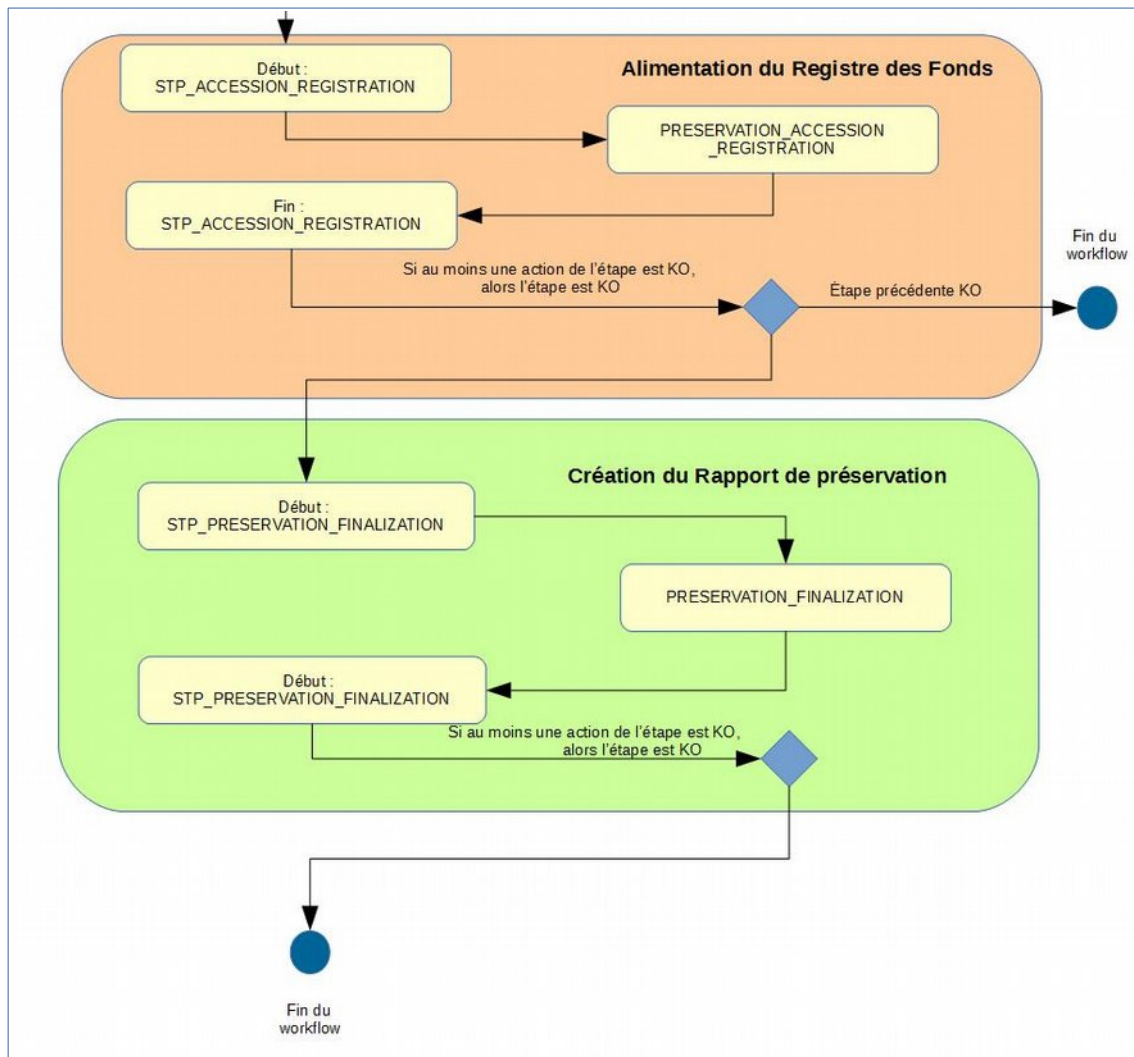 Début :
STP_ACCESSION_REGISTRATION
Alimentation du Registre des Fonds
PRESERVATION_ACCESSION
_REGISTRATION
Fin :
STP_ACCESSION_REGISTRATION
Si au moins une action de l'étape est KO,
alors l'étape est KO
Étape précédente KO
Fin du
workflow
Création du Rapport de préservation
Début :
STP_PRESERVATION_FINALIZATION
PRESERVATION_FINALIZATION
Début :
STP_PRESERVATION_FINALIZATION
Si au moins une action de l'étape est KO,
alors l'étape est KO
Fin du
workflow